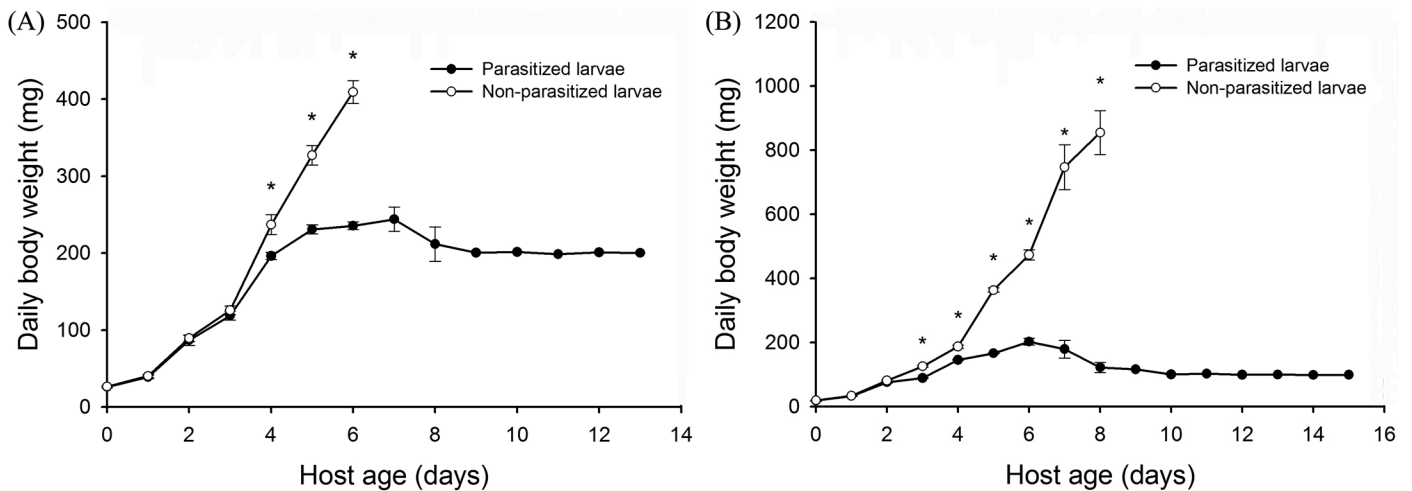 (A)
500
400
300
200
100
0
Daily body weight (mg)
* * * 
Parasitized larvae
Non-parasitized larvae
0 2 4 6 8 10 12 14
Host age (days)
(B)
1200
1000
800
600
400
200
0
Daily body weight (mg)
* * * * * *
Parasitized larvae
Non-parasitized larvae
0 2 4 6 8 10 12 14 16
Host age (days)